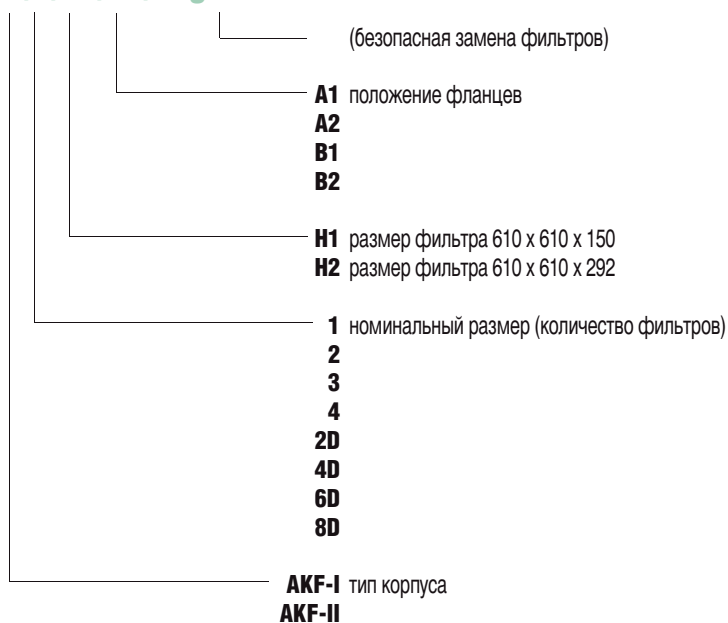 (безопасная замена фильтров)
A1 положение фланцев
A2
B1
B2
H1 размер фильтра 610 x 610 x 150
H2 размер фильтра 610 x 610 x 292
1 номинальный размер (количество фильтров)
2
3
4
2D
4D
6D
8D
AKF-I тип корпуса
AKF-II